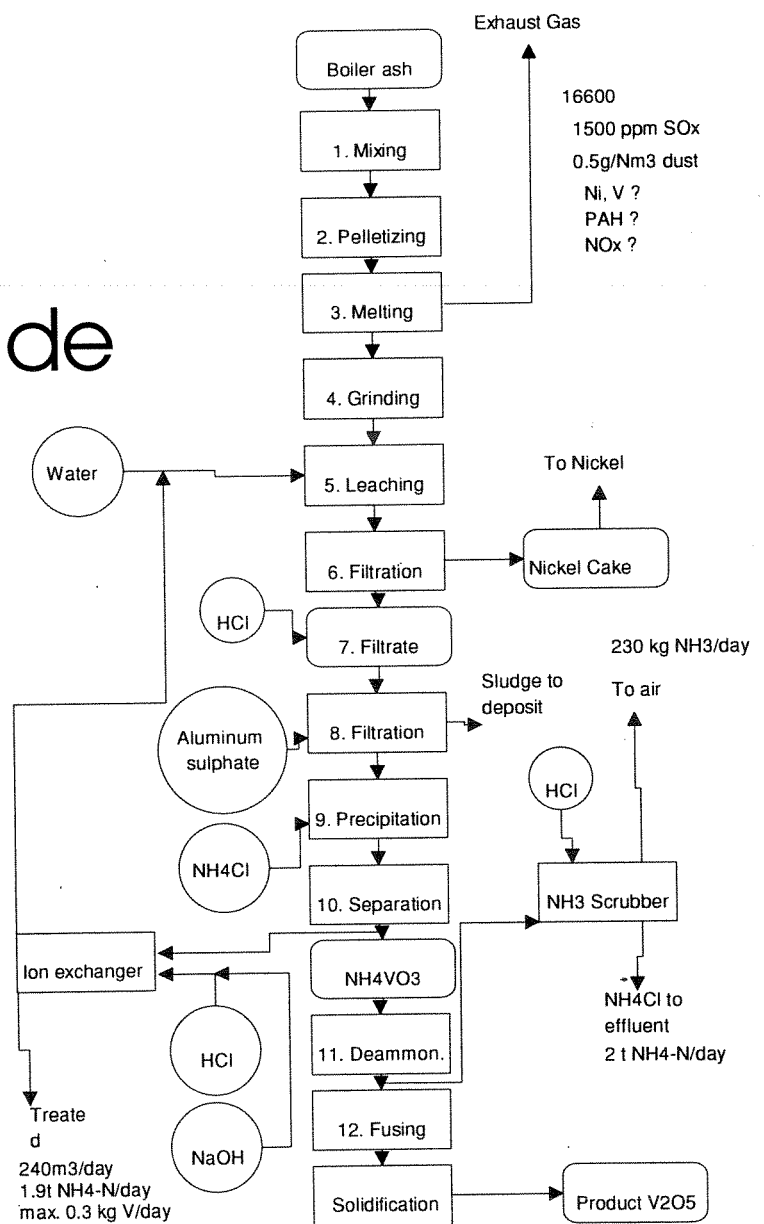 Exhaust Gas
Boiler ash
16600
1500 ppm SOx
0.5g/Nm3 dust
Ni, V ?
PAH ?
NOx ?
1. Mixing
2. Pelletizing
3. Melting
de
4. Grinding
Water
5. Leaching
To Nickel
6. Filtration
Nickel Cake
HCl
7. Filtrate
230 kg NH3/day
To air
Sludge to
deposit
Aluminum
sulphate
8. Filtration
HCl
9. Precipitation
NH4Cl
10. Separation
NH3 Scrubber
Ion exchanger
NH4VO3
NH4Cl to
effluent
2 t NH4-N/day
HCl
11. Deammon.
Treate
d
240m3/day
1.9t NH4-N/day
max. 0.3 kg V/day
NaOH
12. Fusing
Solidification
Product V2O5